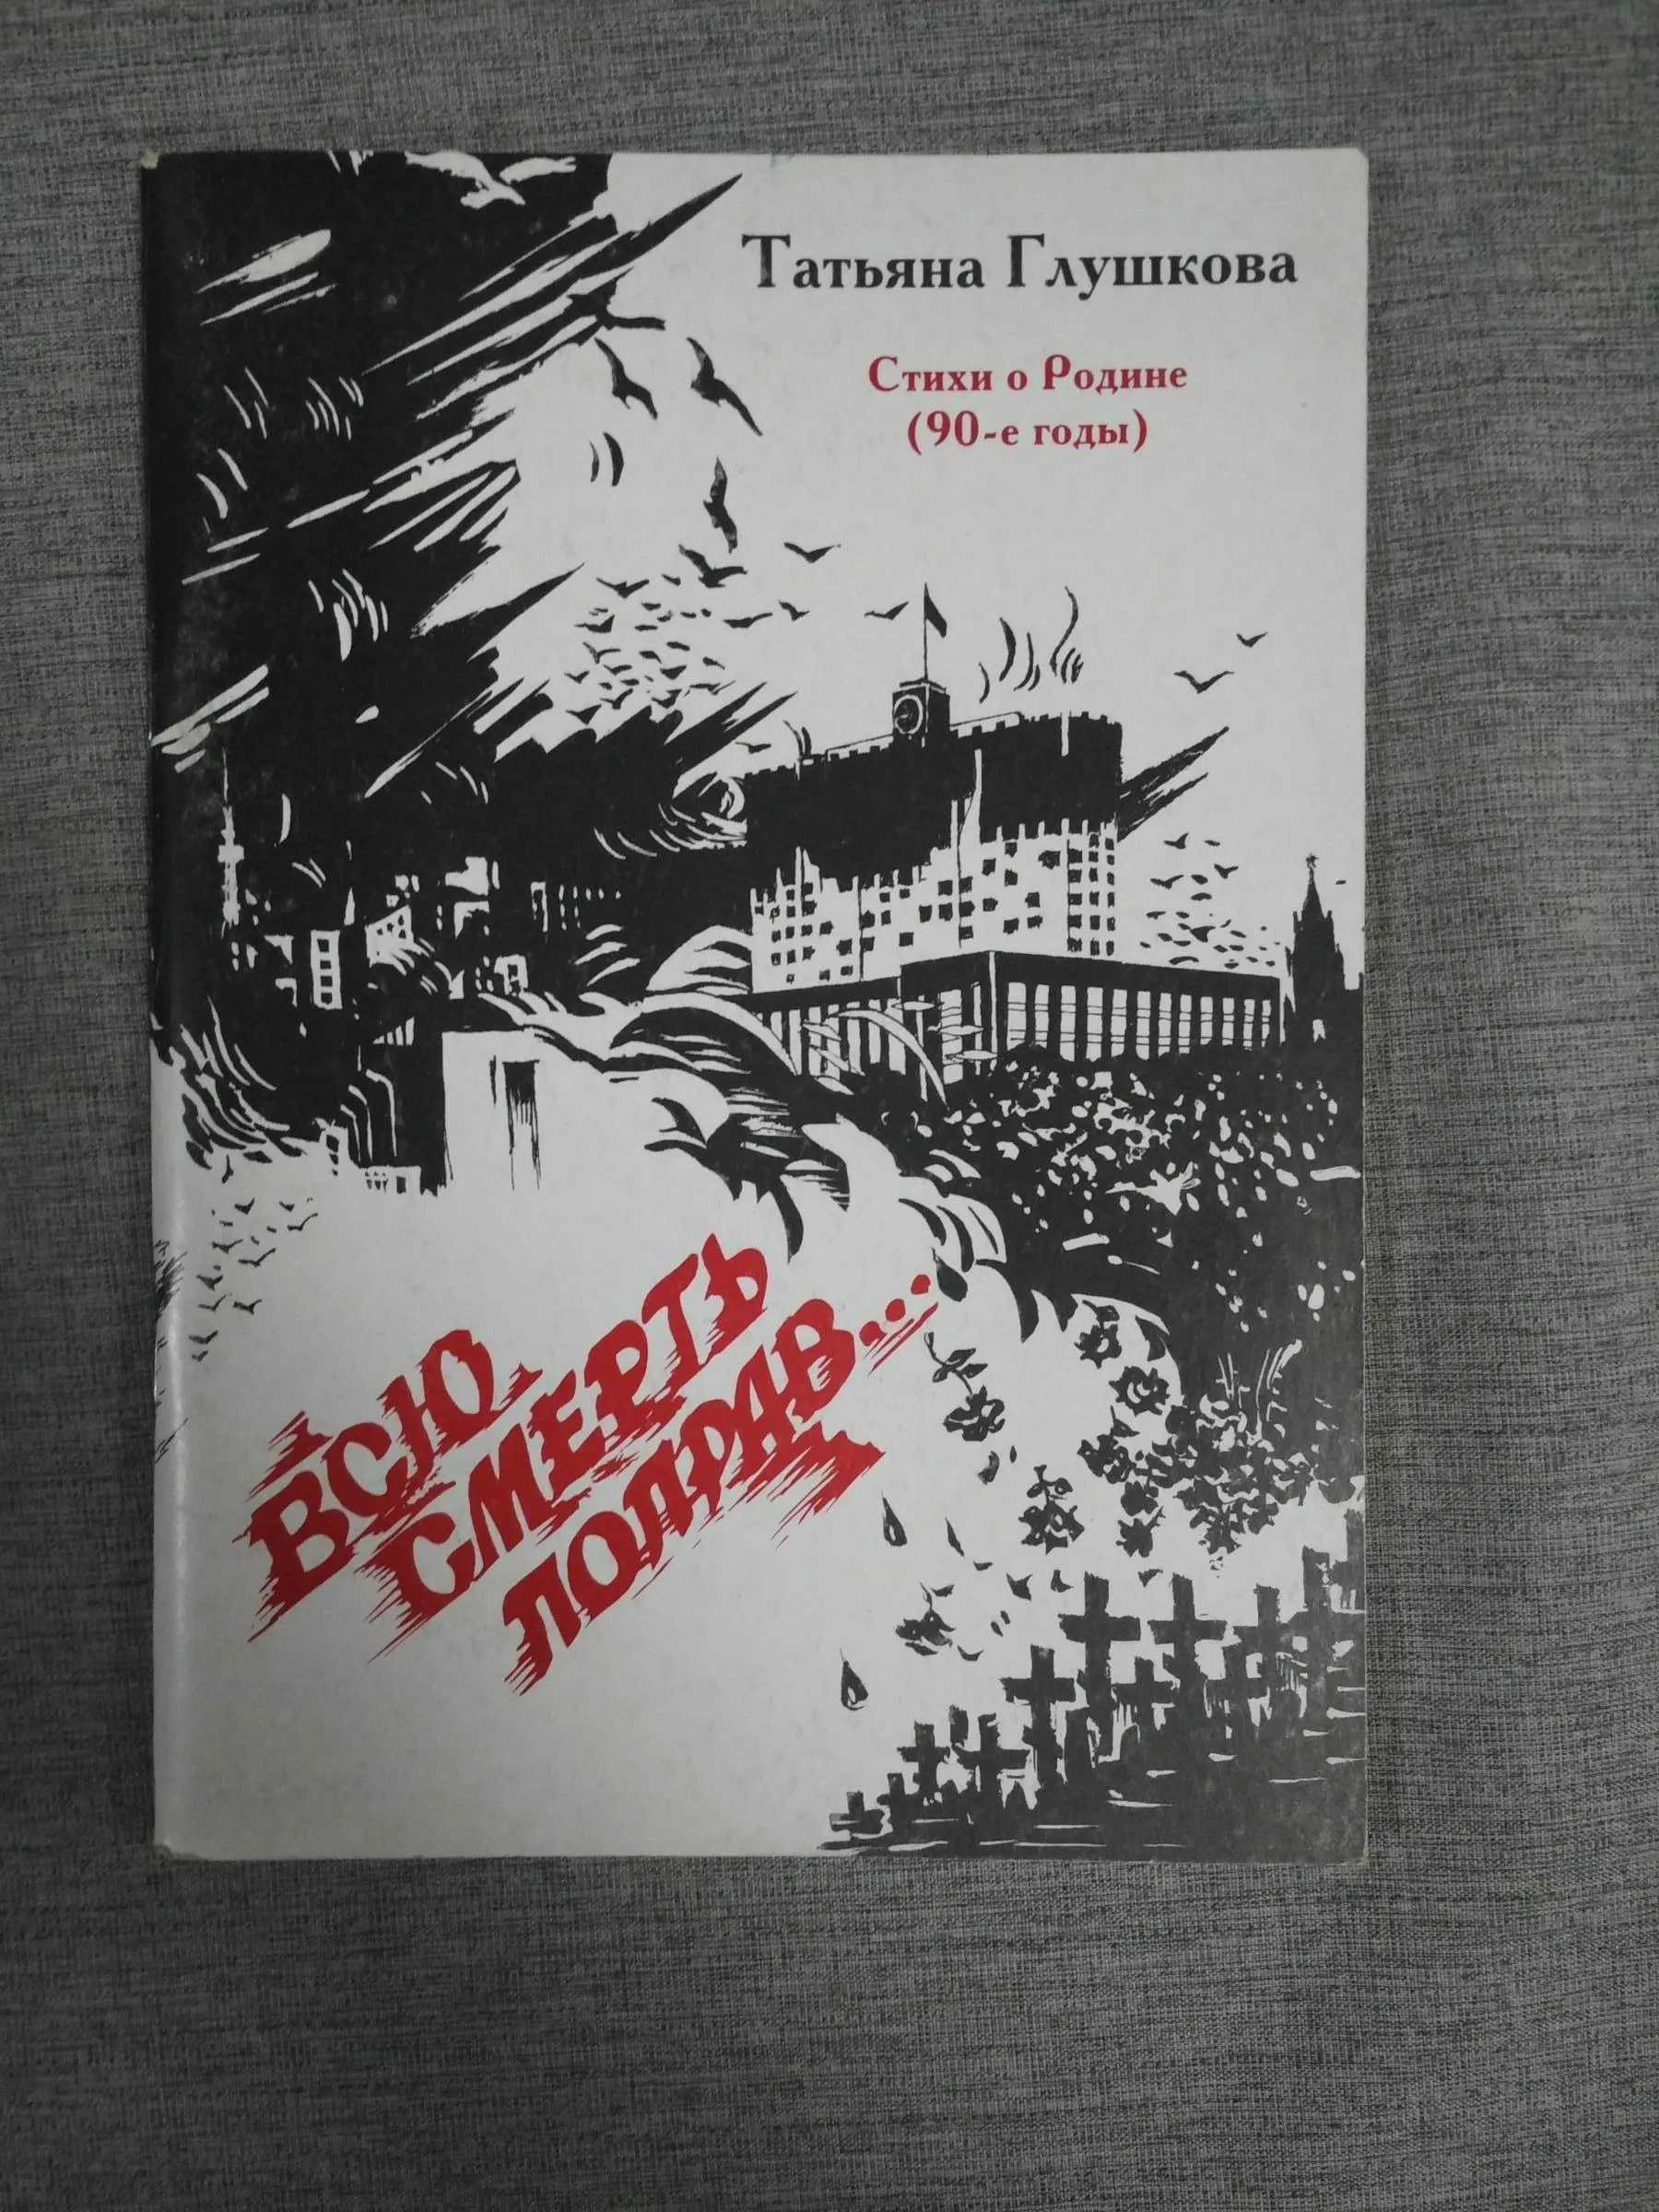 Татьяна Глушкова
Стихи о Родине
(90-е годы)
ВСЮ
СМЕРТЬ
ПОПРАВ...